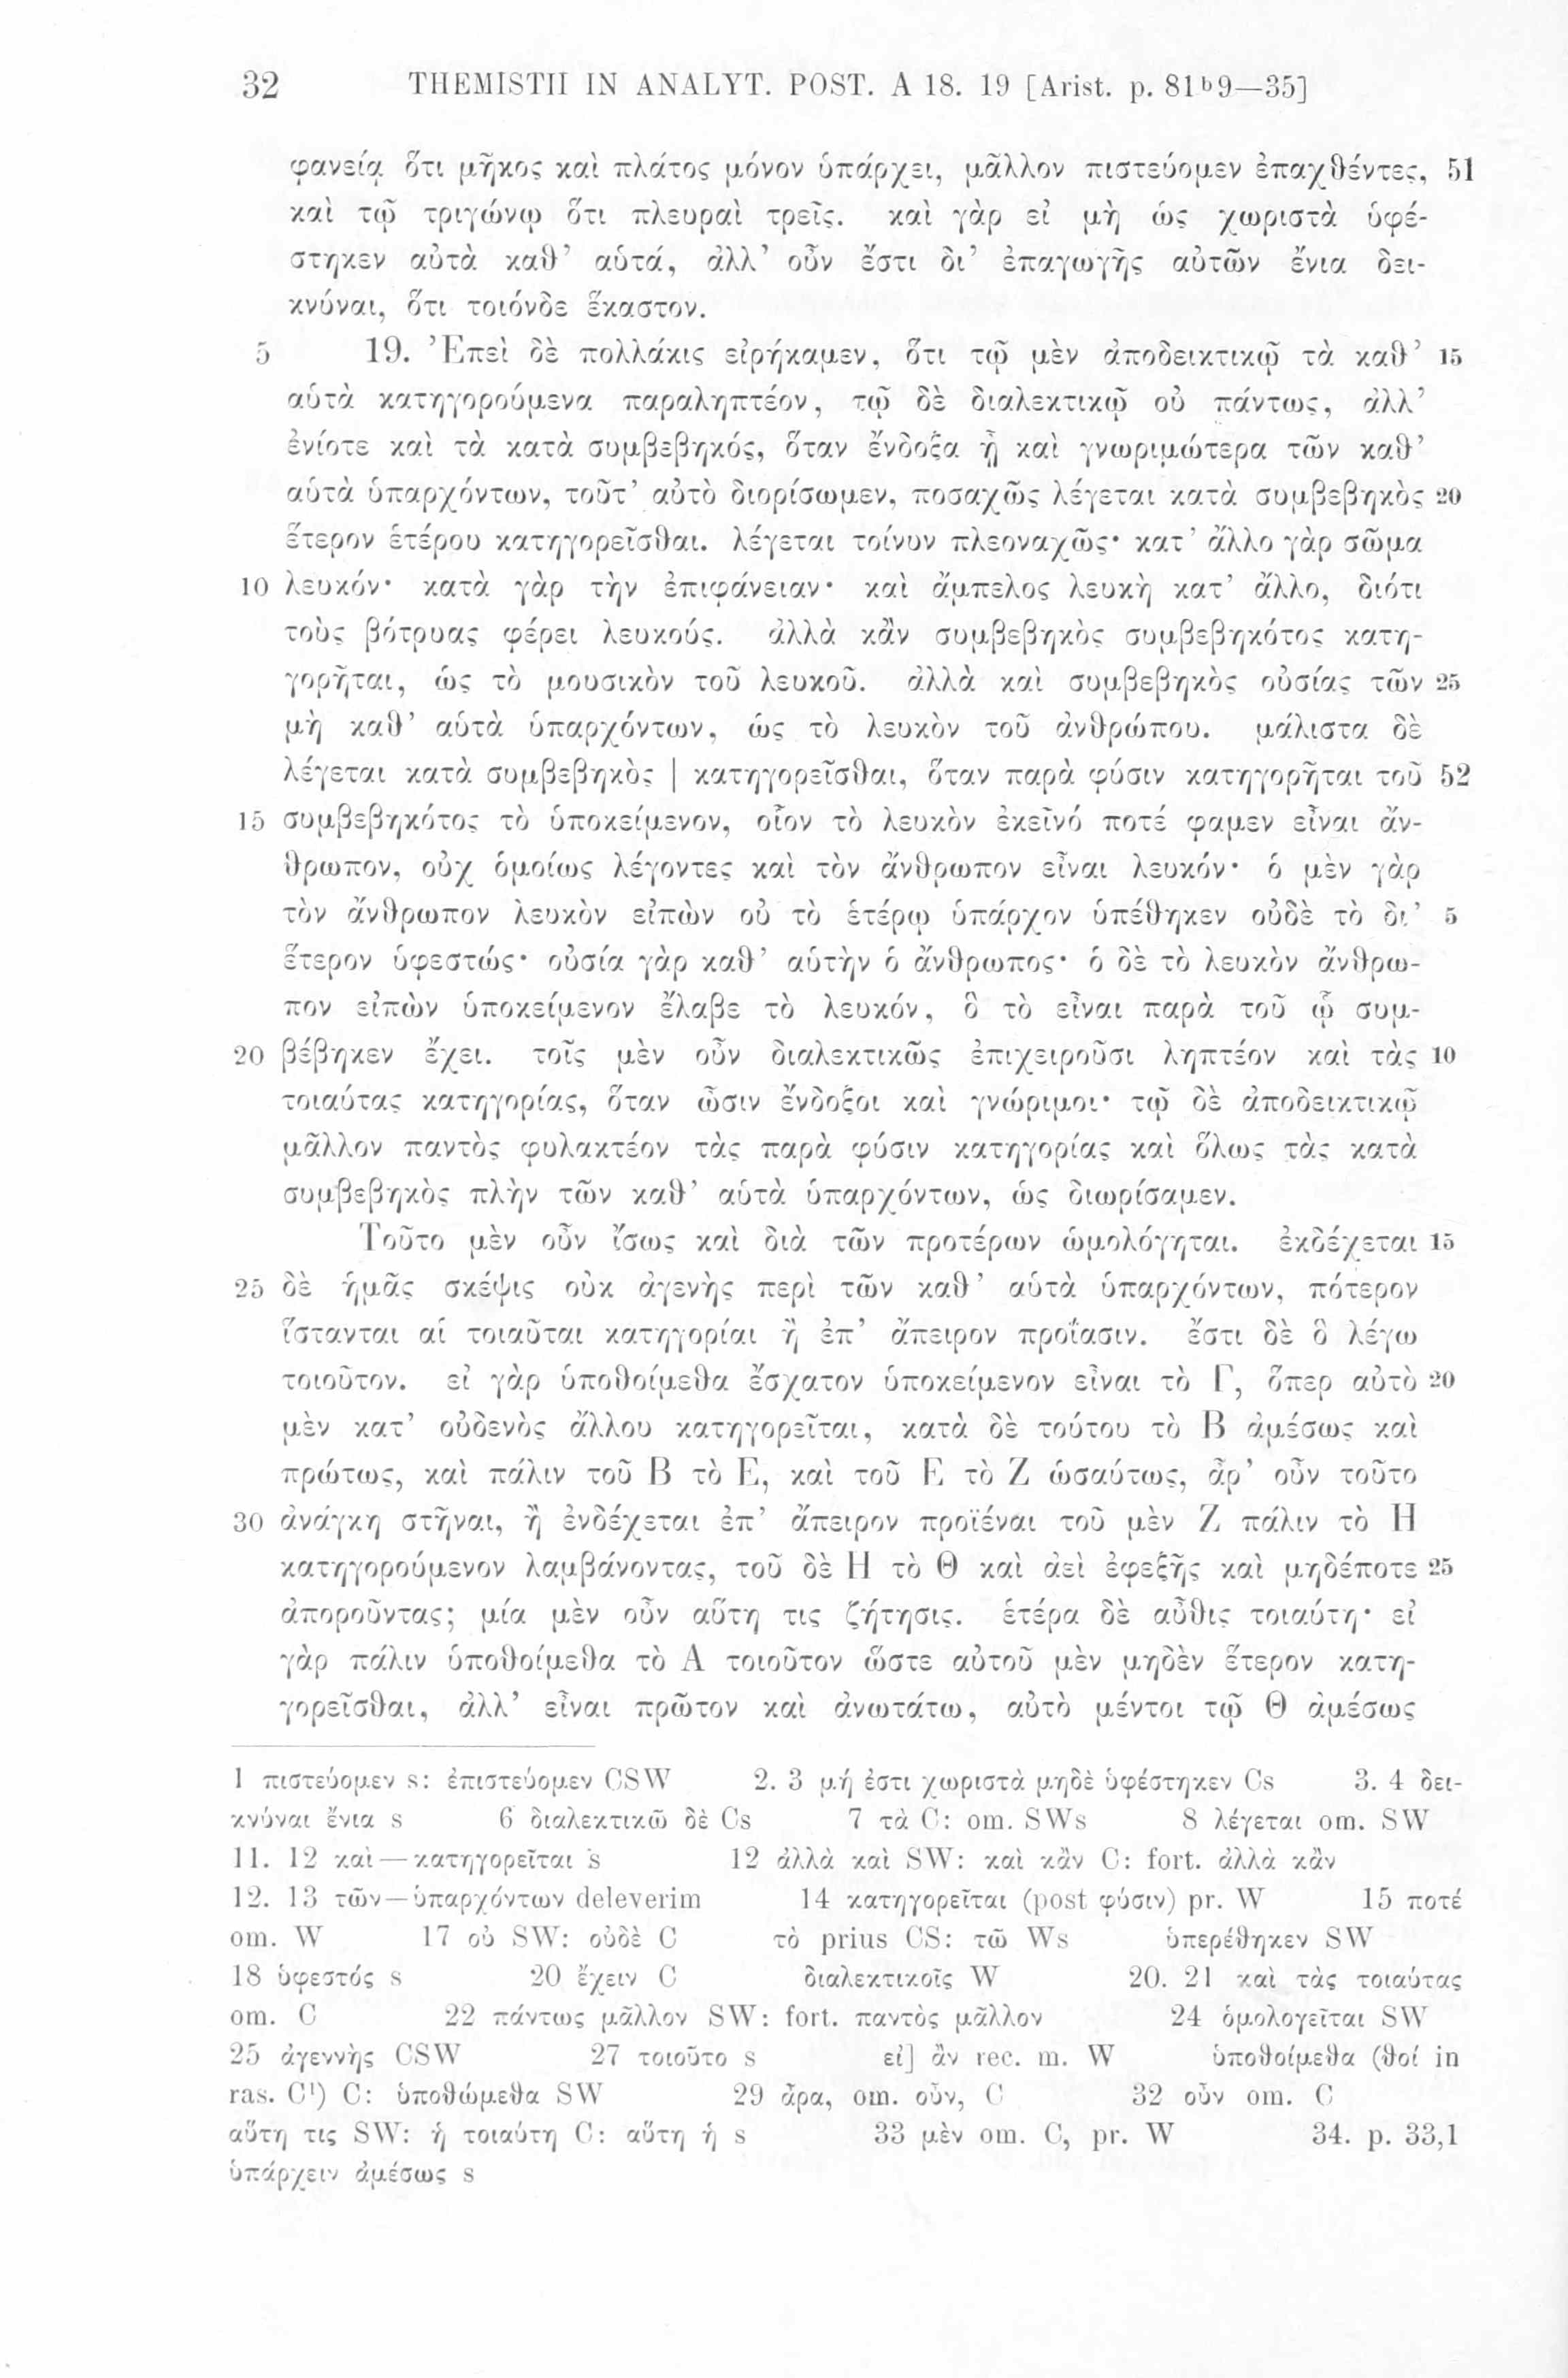 32 THEMISTII IN ANALYT. POST. A 18. 19 [Arist. p. 81ᵇ9—35]
φανείᾳ ὅτι μῆκος καὶ πλάτος μόνον ὑπάρχει, μᾶλλον πιστεύομεν ἐπαχθέντες, 51
καὶ τῷ τριγώνῳ ὅτι πλευραὶ τρεῖς. καὶ γὰρ εἰ μὴ ὡς χωριστὰ ὑφέ-
στηκεν αὐτὰ καθ’ αὑτά, ἀλλ’ οὖν ἔστι δι’ ἐπαγωγῆς αὐτῶν ἔνια δει-
κνύναι, ὅτι τοιόνδε ἕκαστον.
5 19. Ἐπεὶ δὲ πολλάκις εἰρήκαμεν, ὅτι τῷ μὲν ἀποδεικτικῷ τὰ καθ’ 15
αὑτὰ κατηγορούμενα παραληπτέον, τῷ δὲ διαλεκτικῷ οὐ πάντως, ἀλλ’
ἐνίοτε καὶ τὰ κατὰ συμβεβηκός, ὅταν ἔνδοξα ᾖ καὶ γνωριμώτερα τῶν καθ’
αὑτὰ ὑπαρχόντων, τοῦτ’ αὐτὸ διορίσωμεν, ποσαχῶς λέγεται κατὰ συμβεβηκὸς 20
ἕτερον ἑτέρου κατηγορεῖσθαι. λέγεται τοίνυν πλεοναχῶς· κατ’ ἄλλο γὰρ σῶμα
10 λευκόν· κατὰ γὰρ τὴν ἐπιφάνειαν· καὶ ἄμπελος λευκὴ κατ’ ἄλλο, διότι
τοὺς βότρυας φέρει λευκούς. ἀλλὰ κἂν συμβεβηκὸς συμβεβηκότος κατη-
γορῆται, ὡς τὸ μουσικὸν τοῦ λευκοῦ. ἀλλὰ καὶ συμβεβηκὸς οὐσίας τῶν 25
μὴ καθ’ αὑτὰ ὑπαρχόντων, ὡς τὸ λευκὸν τοῦ ἀνθρώπου. μάλιστα δὲ
λέγεται κατὰ συμβεβηκὸς | κατηγορεῖσθαι, ὅταν παρὰ φύσιν κατηγορῆται τοῦ 52
15 συμβεβηκότος τὸ ὑποκείμενον, οἷον τὸ λευκὸν ἐκεῖνό ποτέ φαμεν εἶναι ἄν-
θρωπον, οὐχ ὁμοίως λέγοντες καὶ τὸν ἄνθρωπον εἶναι λευκόν· ὁ μὲν γὰρ
τὸν ἄνθρωπον λευκὸν εἰπὼν οὐ τὸ ἑτέρῳ ὑπάρχον ὑπέθηκεν οὐδὲ τὸ δι’ 5
ἕτερον ὑφεστώς· οὐσία γὰρ καθ’ αὑτὴν ὁ ἄνθρωπος· ὁ δὲ τὸ λευκὸν ἄνθρω-
πον εἰπὼν ὑποκείμενον ἔλαβε τὸ λευκόν, ὃ τὸ εἶναι παρὰ τοῦ ᾧ συμ-
20 βέβηκεν ἔχει. τοῖς μὲν οὖν διαλεκτικῶς ἐπιχειροῦσι ληπτέον καὶ τὰς 10
τοιαύτας κατηγορίας, ὅταν ὦσιν ἔνδοξοι καὶ γνώριμοι· τῷ δὲ ἀποδεικτικῷ
μᾶλλον παντὸς φυλακτέον τὰς παρὰ φύσιν κατηγορίας καὶ ὅλως τὰς κατὰ
συμβεβηκὸς πλὴν τῶν καθ’ αὑτὰ ὑπαρχόντων, ὡς διωρίσαμεν.
Τοῦτο μὲν οὖν ἴσως καὶ διὰ τῶν προτέρων ὡμολόγηται. ἐκδέχεται 15
25 δὲ ἡμᾶς σκέψις οὐκ ἀγενὴς περὶ τῶν καθ’ αὑτὰ ὑπαρχόντων, πότερον
ἵστανται αἱ τοιαῦται κατηγορίαι ἢ ἐπ’ ἄπειρον προΐασιν. ἔστι δὲ ὃ λέγω
τοιοῦτον. εἰ γὰρ ὑποθοίμεθα ἔσχατον ὑποκείμενον εἶναι τὸ Γ, ὅπερ αὐτὸ 20
μὲν κατ’ οὐδενὸς ἄλλου κατηγορεῖται, κατὰ δὲ τούτου τὸ Β ἀμέσως καὶ
πρώτως, καὶ πάλιν τοῦ Β τὸ Ε, καὶ τοῦ Ε τὸ Ζ ὡσαύτως, ἆρ’ οὖν τοῦτο
30 ἀνάγκη στῆναι, ἢ ἐνδέχεται ἐπ’ ἄπειρον προϊέναι τοῦ μὲν Ζ πάλιν τὸ Η
κατηγορούμενον λαμβάνοντας, τοῦ δὲ Η τὸ Θ καὶ ἀεὶ ἐφεξῆς καὶ μηδέποτε 25
ἀποροῦντας; μία μὲν οὖν αὕτη τις ζήτησις. ἑτέρα δὲ αὖθις τοιαύτη· εἰ
γὰρ πάλιν ὑποθοίμεθα τὸ Α τοιοῦτον ὥστε αὐτοῦ μὲν μηδὲν ἕτερον κατη-
γορεῖσθαι, ἀλλ’ εἶναι πρῶτον καὶ ἀνωτάτω, αὐτὸ μέντοι τῷ Θ ἀμέσως
1 πιστεύομεν s: ἐπιστεύομεν CSW 2. 3 μή ἐστι χωριστὰ μηδὲ ὑφέστηκεν Cs 3. 4 δει-
κνύναι ἔνια s 6 διαλεκτικῶ δὲ Cs 7 τὰ C: om. SWs 8 λέγεται om. SW
11. 12 καὶ—κατηγορεῖται s 12 ἀλλὰ καὶ SW: καὶ κἂν C: fort. ἀλλὰ κἂν
12. 13 τῶν—ὑπαρχόντων deleverim 14 κατηγορεῖται (post φύσιν) pr. W 15 ποτέ
om. W 17 οὐ SW: οὐδὲ C τὸ prius CS: τῶ Ws ὑπερέθηκεν SW
18 ὑφεστός s 20 ἔχειν C διαλεκτικοῖς W 20. 21 καὶ τὰς τοιαύτας
om. C 22 πάντως μᾶλλον SW: fort. παντὸς μᾶλλον 24 ὁμολογεῖται SW
25 ἀγεννὴς CSW 27 τοιοῦτο s εἰ] ἂν rec. m. W ὑποθοίμεθα (θοί in
ras. C¹) C: ὑποθώμεθα SW 29 ἆρα, om. οὖν, C 32 οὖν om. C
αὕτη τις SW: ἡ τοιαύτη C: αὕτη ἡ s 33 μὲν om. C, pr. W 34. p. 33,1
ὑπάρχειν ἀμέσως s